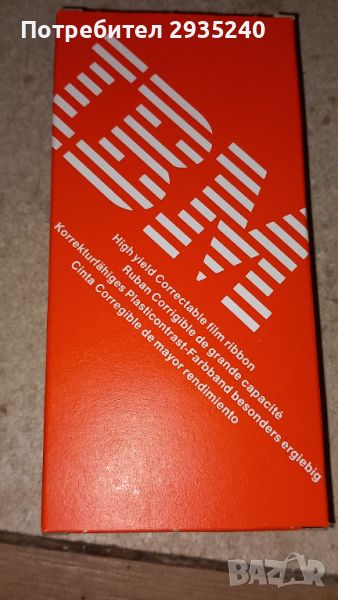 Потребител 2935240
IBM
High yield Correctable film ribbon
Ruban Corrigible de grande capacité
Korrekturfähiges Plasticontrast-Farbband besonders ergiebig
Cinta Corregible de mayor rendimiento
BAZAR